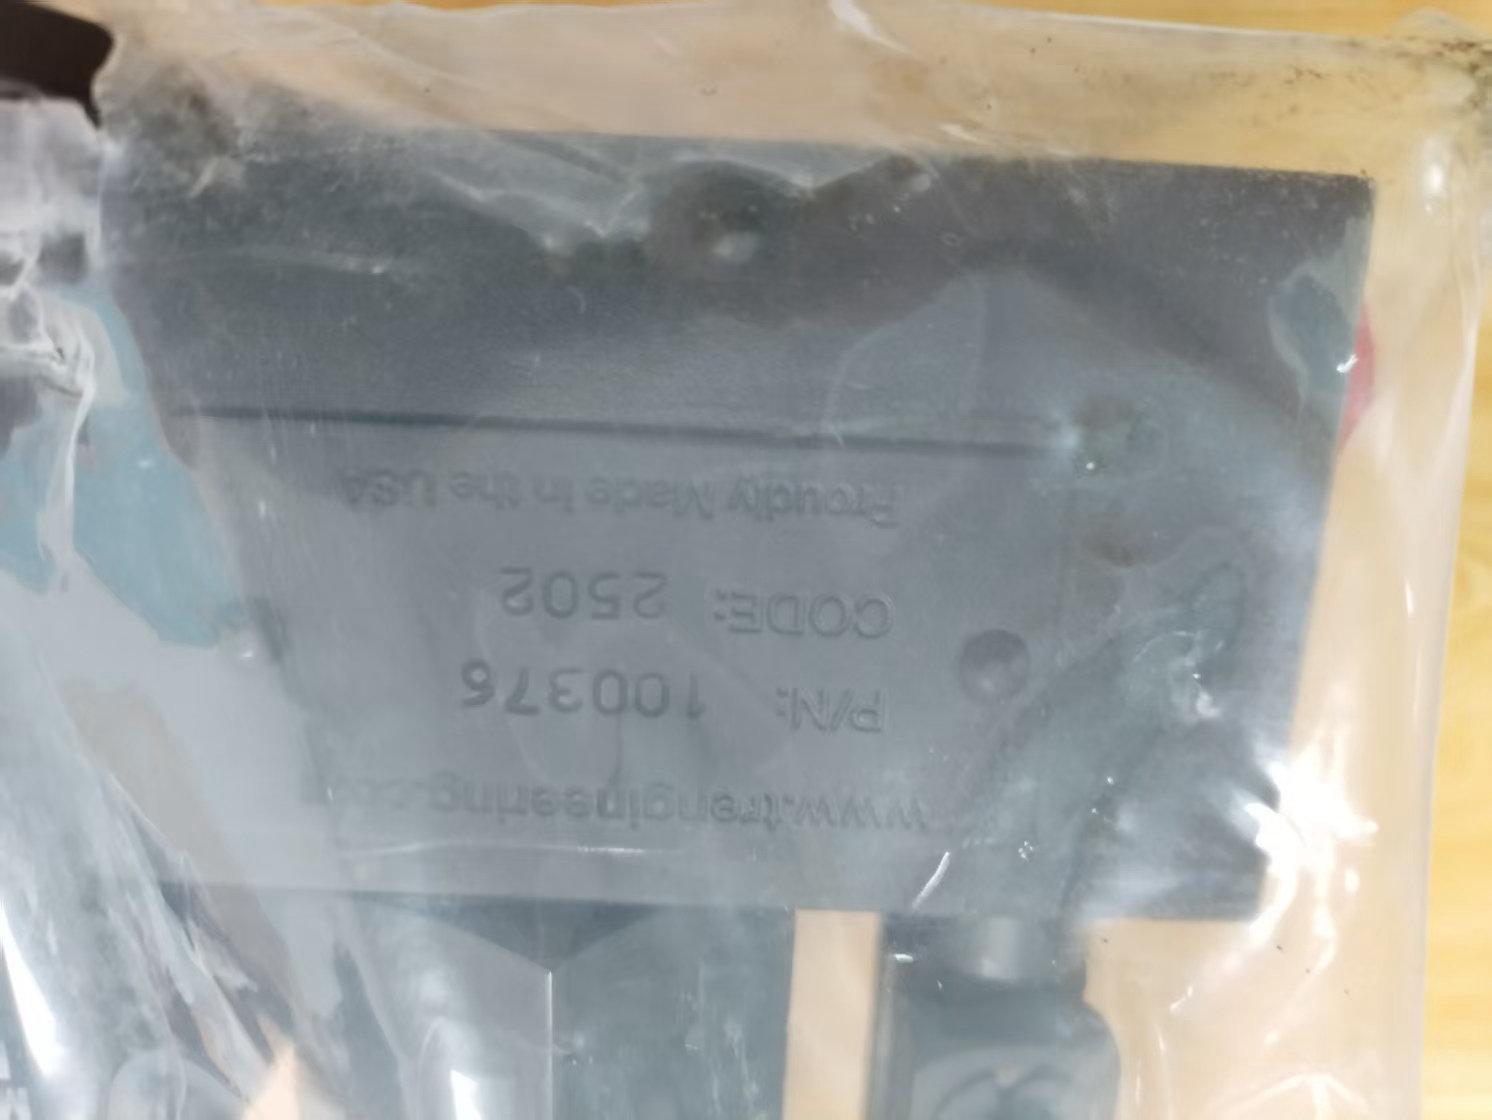 www.trengineering.com
P/N: 100376
CODE: 2502
Proudly Made in the USA